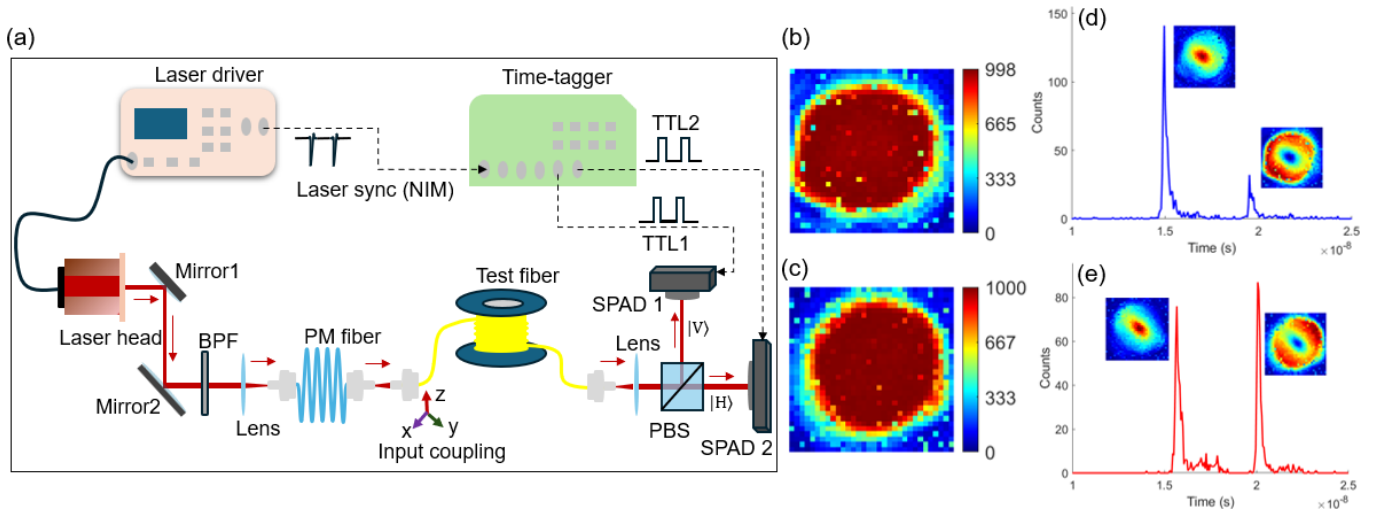 (a)
Laser driver
Time-tagger
Laser sync (NIM)
TTL2
TTL1
Mirror1
Laser head
BPF
PM fiber
Test fiber
SPAD 1
|V⟩
Lens
|H⟩
Mirror2
Lens
z
x
y
Input coupling
PBS
SPAD 2
(b)
998
665
333
0
(c)
1000
667
333
0
(d)
150
100
50
0
Counts
1
1.5
2
2.5
Time (s)
×10⁻⁸
(e)
80
60
40
20
0
Counts
1
1.5
2
2.5
Time (s)
×10⁻⁸